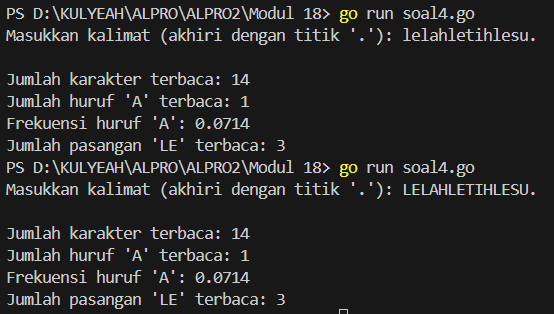 PS D:\KULYEAH\ALPRO\ALPRO2\Modul 18> go run soal4.go
Masukkan kalimat (akhiri dengan titik '.'): lelahletihlesu.
Jumlah karakter terbaca: 14
Jumlah huruf 'A' terbaca: 1
Frekuensi huruf 'A': 0.0714
Jumlah pasangan 'LE' terbaca: 3
PS D:\KULYEAH\ALPRO\ALPRO2\Modul 18> go run soal4.go
Masukkan kalimat (akhiri dengan titik '.'): LELAHLETIHLESU.
Jumlah karakter terbaca: 14
Jumlah huruf 'A' terbaca: 1
Frekuensi huruf 'A': 0.0714
Jumlah pasangan 'LE' terbaca: 3